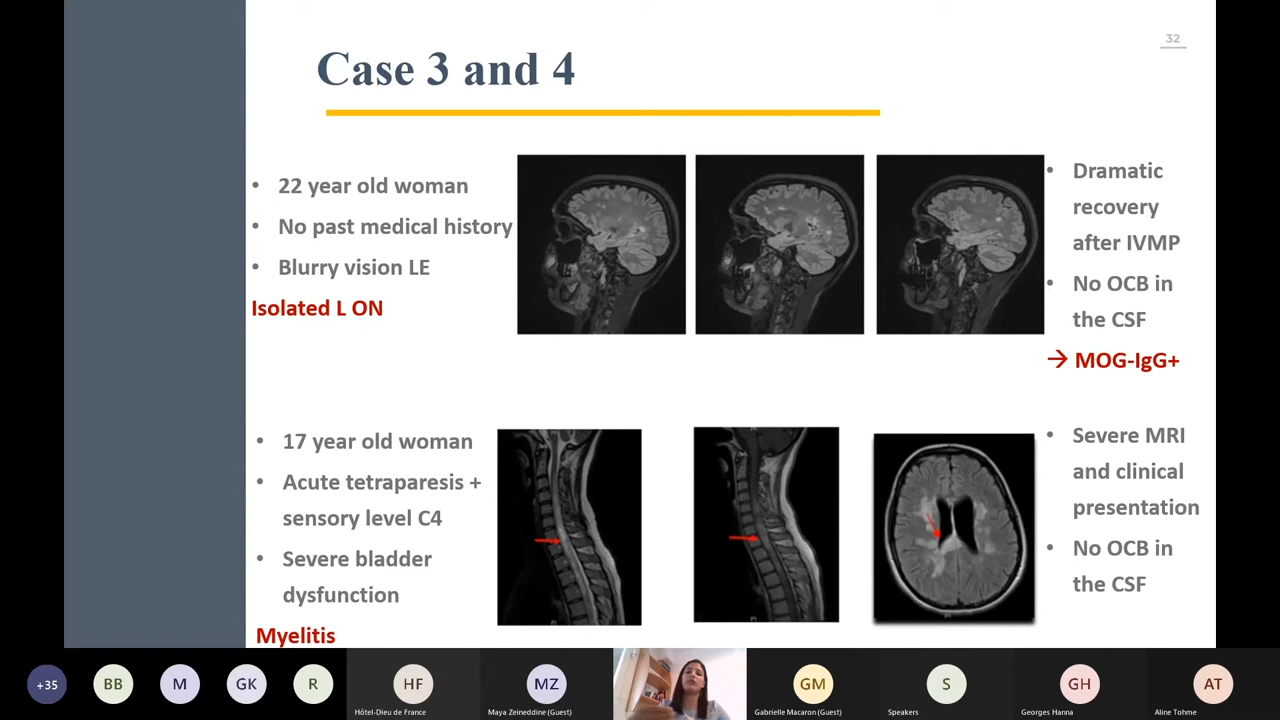 32
Case 3 and 4
• 22 year old woman
• No past medical history
• Blurry vision LE
Isolated L ON
• Dramatic
recovery
after IVMP
• No OCB in
the CSF
→ MOG-IgG+
• 17 year old woman
• Acute tetraparesis +
sensory level C4
• Severe bladder
dysfunction
Myelitis
• Severe MRI
and clinical
presentation
• No OCB in
the CSF
+35
BB
M
GK
R
HF
Hôtel-Dieu de France
MZ
Maya Zeineddine (Guest)
GM
Gabrielle Macaron (Guest)
S
Speakers
GH
Georges Hanna
AT
Aline Tohme